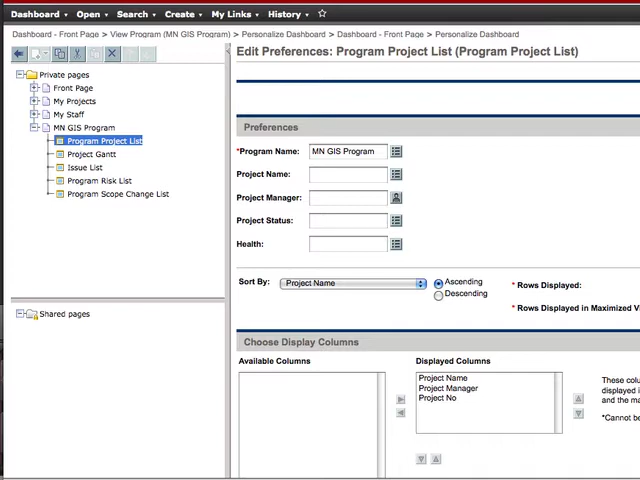 Dashboard Open Search Create My Links History
Dashboard - Front Page > View Program (MN GIS Program) > Personalize Dashboard > Dashboard - Front Page > Personalize Dashboard
Edit Preferences: Program Project List (Program Project List)
Private pages
Front Page
My Projects
My Staff
MN GIS Program
Program Project List
Project Gantt
Issue List
Program Risk List
Program Scope Change List
Shared pages
Preferences
*Program Name: MN GIS Program
Project Name:
Project Manager:
Project Status:
Health:
Sort By: Project Name Ascending
Descending
* Rows Displayed:
* Rows Displayed in Maximized Vi
Choose Display Columns
Available Columns
Displayed Columns
Project Name
Project Manager
Project No
These colu
displayed i
and the ma
*Cannot be